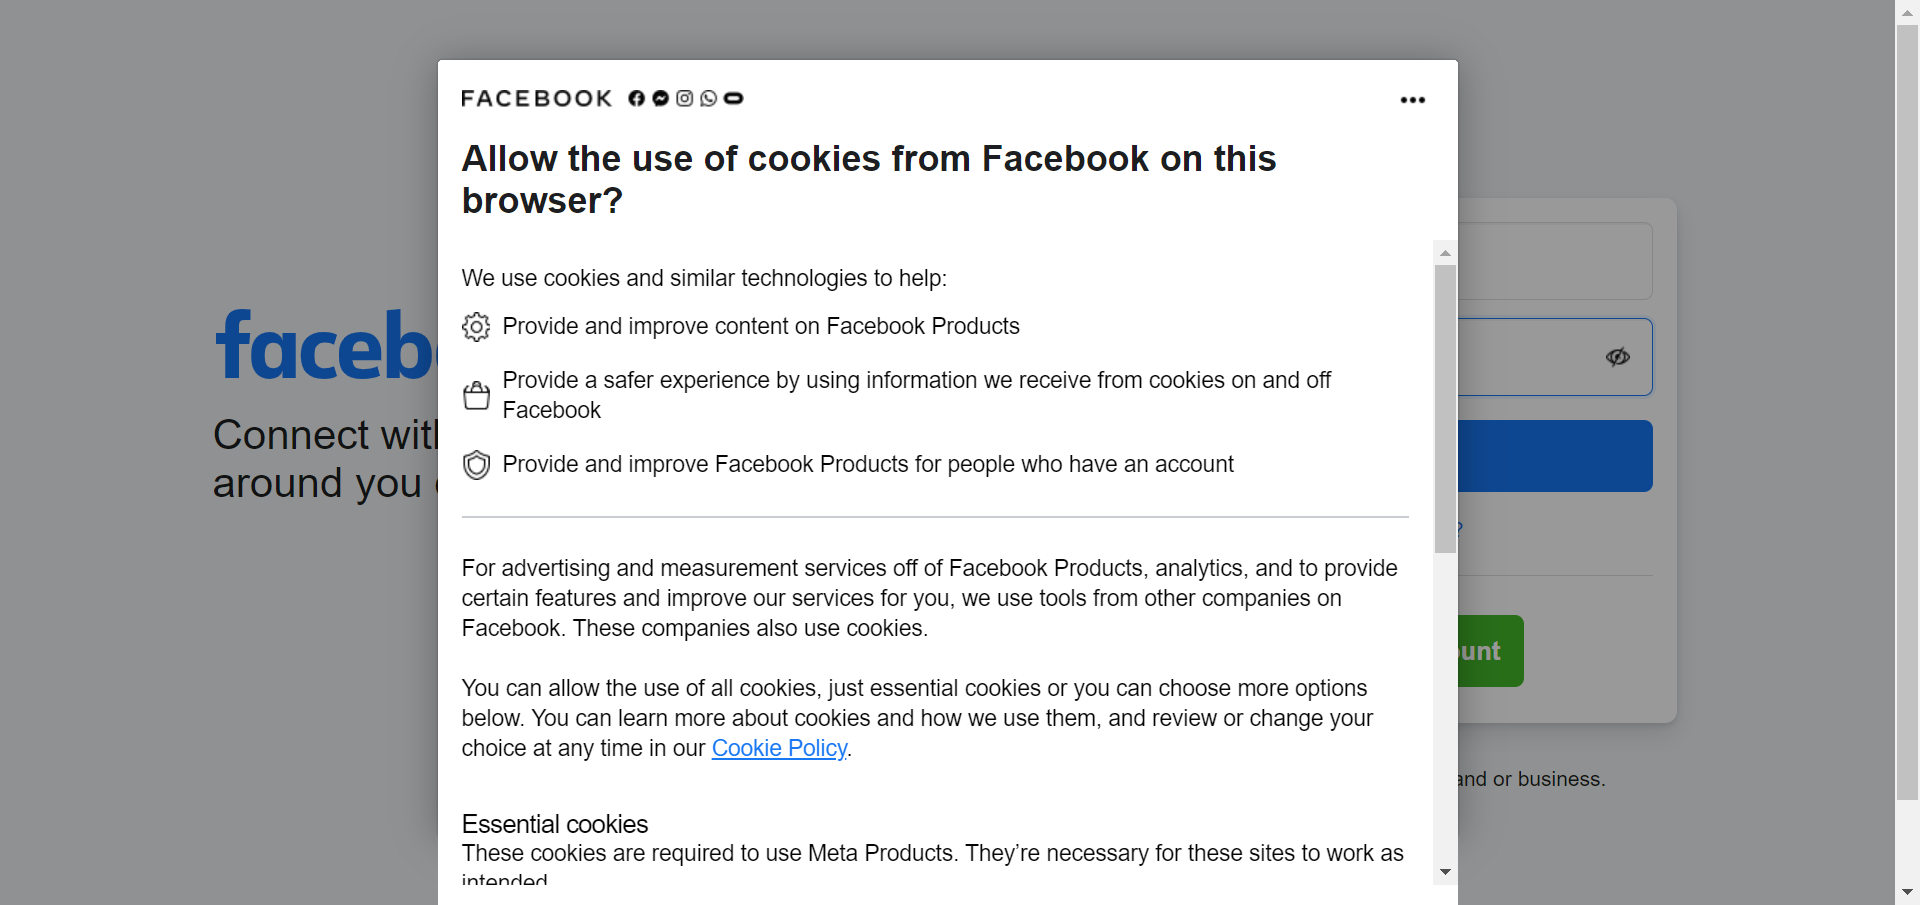 FACEBOOK
Allow the use of cookies from Facebook on this
browser?
We use cookies and similar technologies to help:
Provide and improve content on Facebook Products
Provide a safer experience by using information we receive from cookies on and off
Facebook
Provide and improve Facebook Products for people who have an account
For advertising and measurement services off of Facebook Products, analytics, and to provide
certain features and improve our services for you, we use tools from other companies on
Facebook. These companies also use cookies.
You can allow the use of all cookies, just essential cookies or you can choose more options
below. You can learn more about cookies and how we use them, and review or change your
choice at any time in our Cookie Policy.
Essential cookies
These cookies are required to use Meta Products. They’re necessary for these sites to work as
intended.
faceb
Connect with
around you
?
ount
and or business.